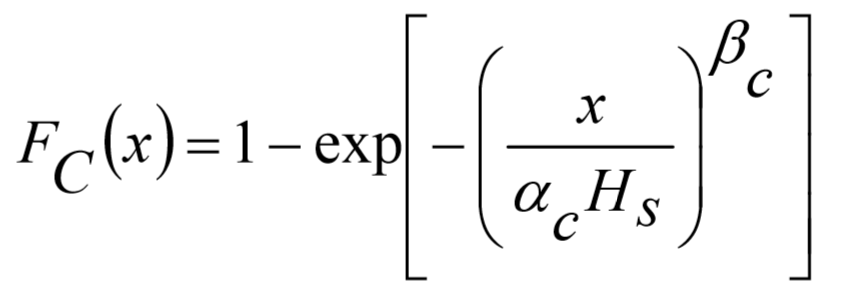 F_C(x) = 1 − exp[−(x / (α_c H_s))^{β_c}]